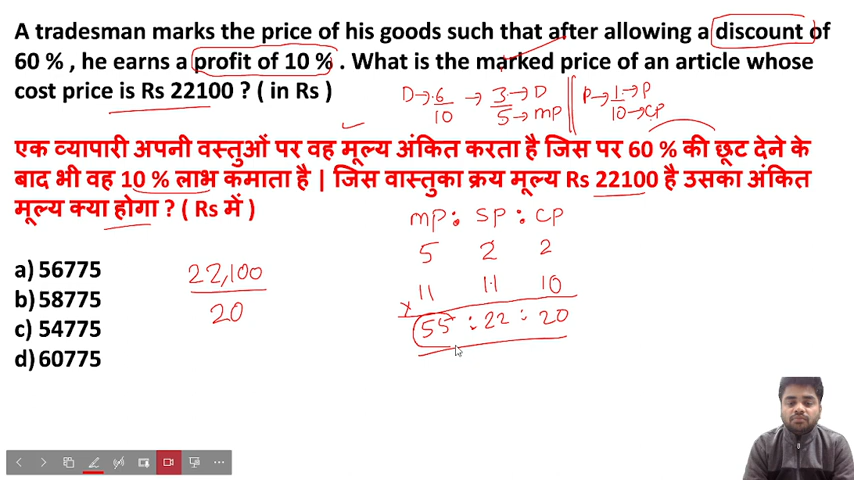 A tradesman marks the price of his goods such that after allowing a discount of
60 % , he earns a profit of 10 % . What is the marked price of an article whose
cost price is Rs 22100 ? ( in Rs )
D→ 6/10 → 3→D/5→MP
P→ 1→P/10→CP
एक व्यापारी अपनी वस्तुओं पर वह मूल्य अंकित करता है जिस पर 60 % की छूट देने के
बाद भी वह 10 % लाभ कमाता है | जिस वास्तुका क्रय मूल्य Rs 22100 है उसका अंकित
मूल्य क्या होगा ? ( Rs में )
MP : SP : CP
5 2 2
11 11 10
×
55 : 22 : 20
22,100
20
a) 56775
b) 58775
c) 54775
d) 60775